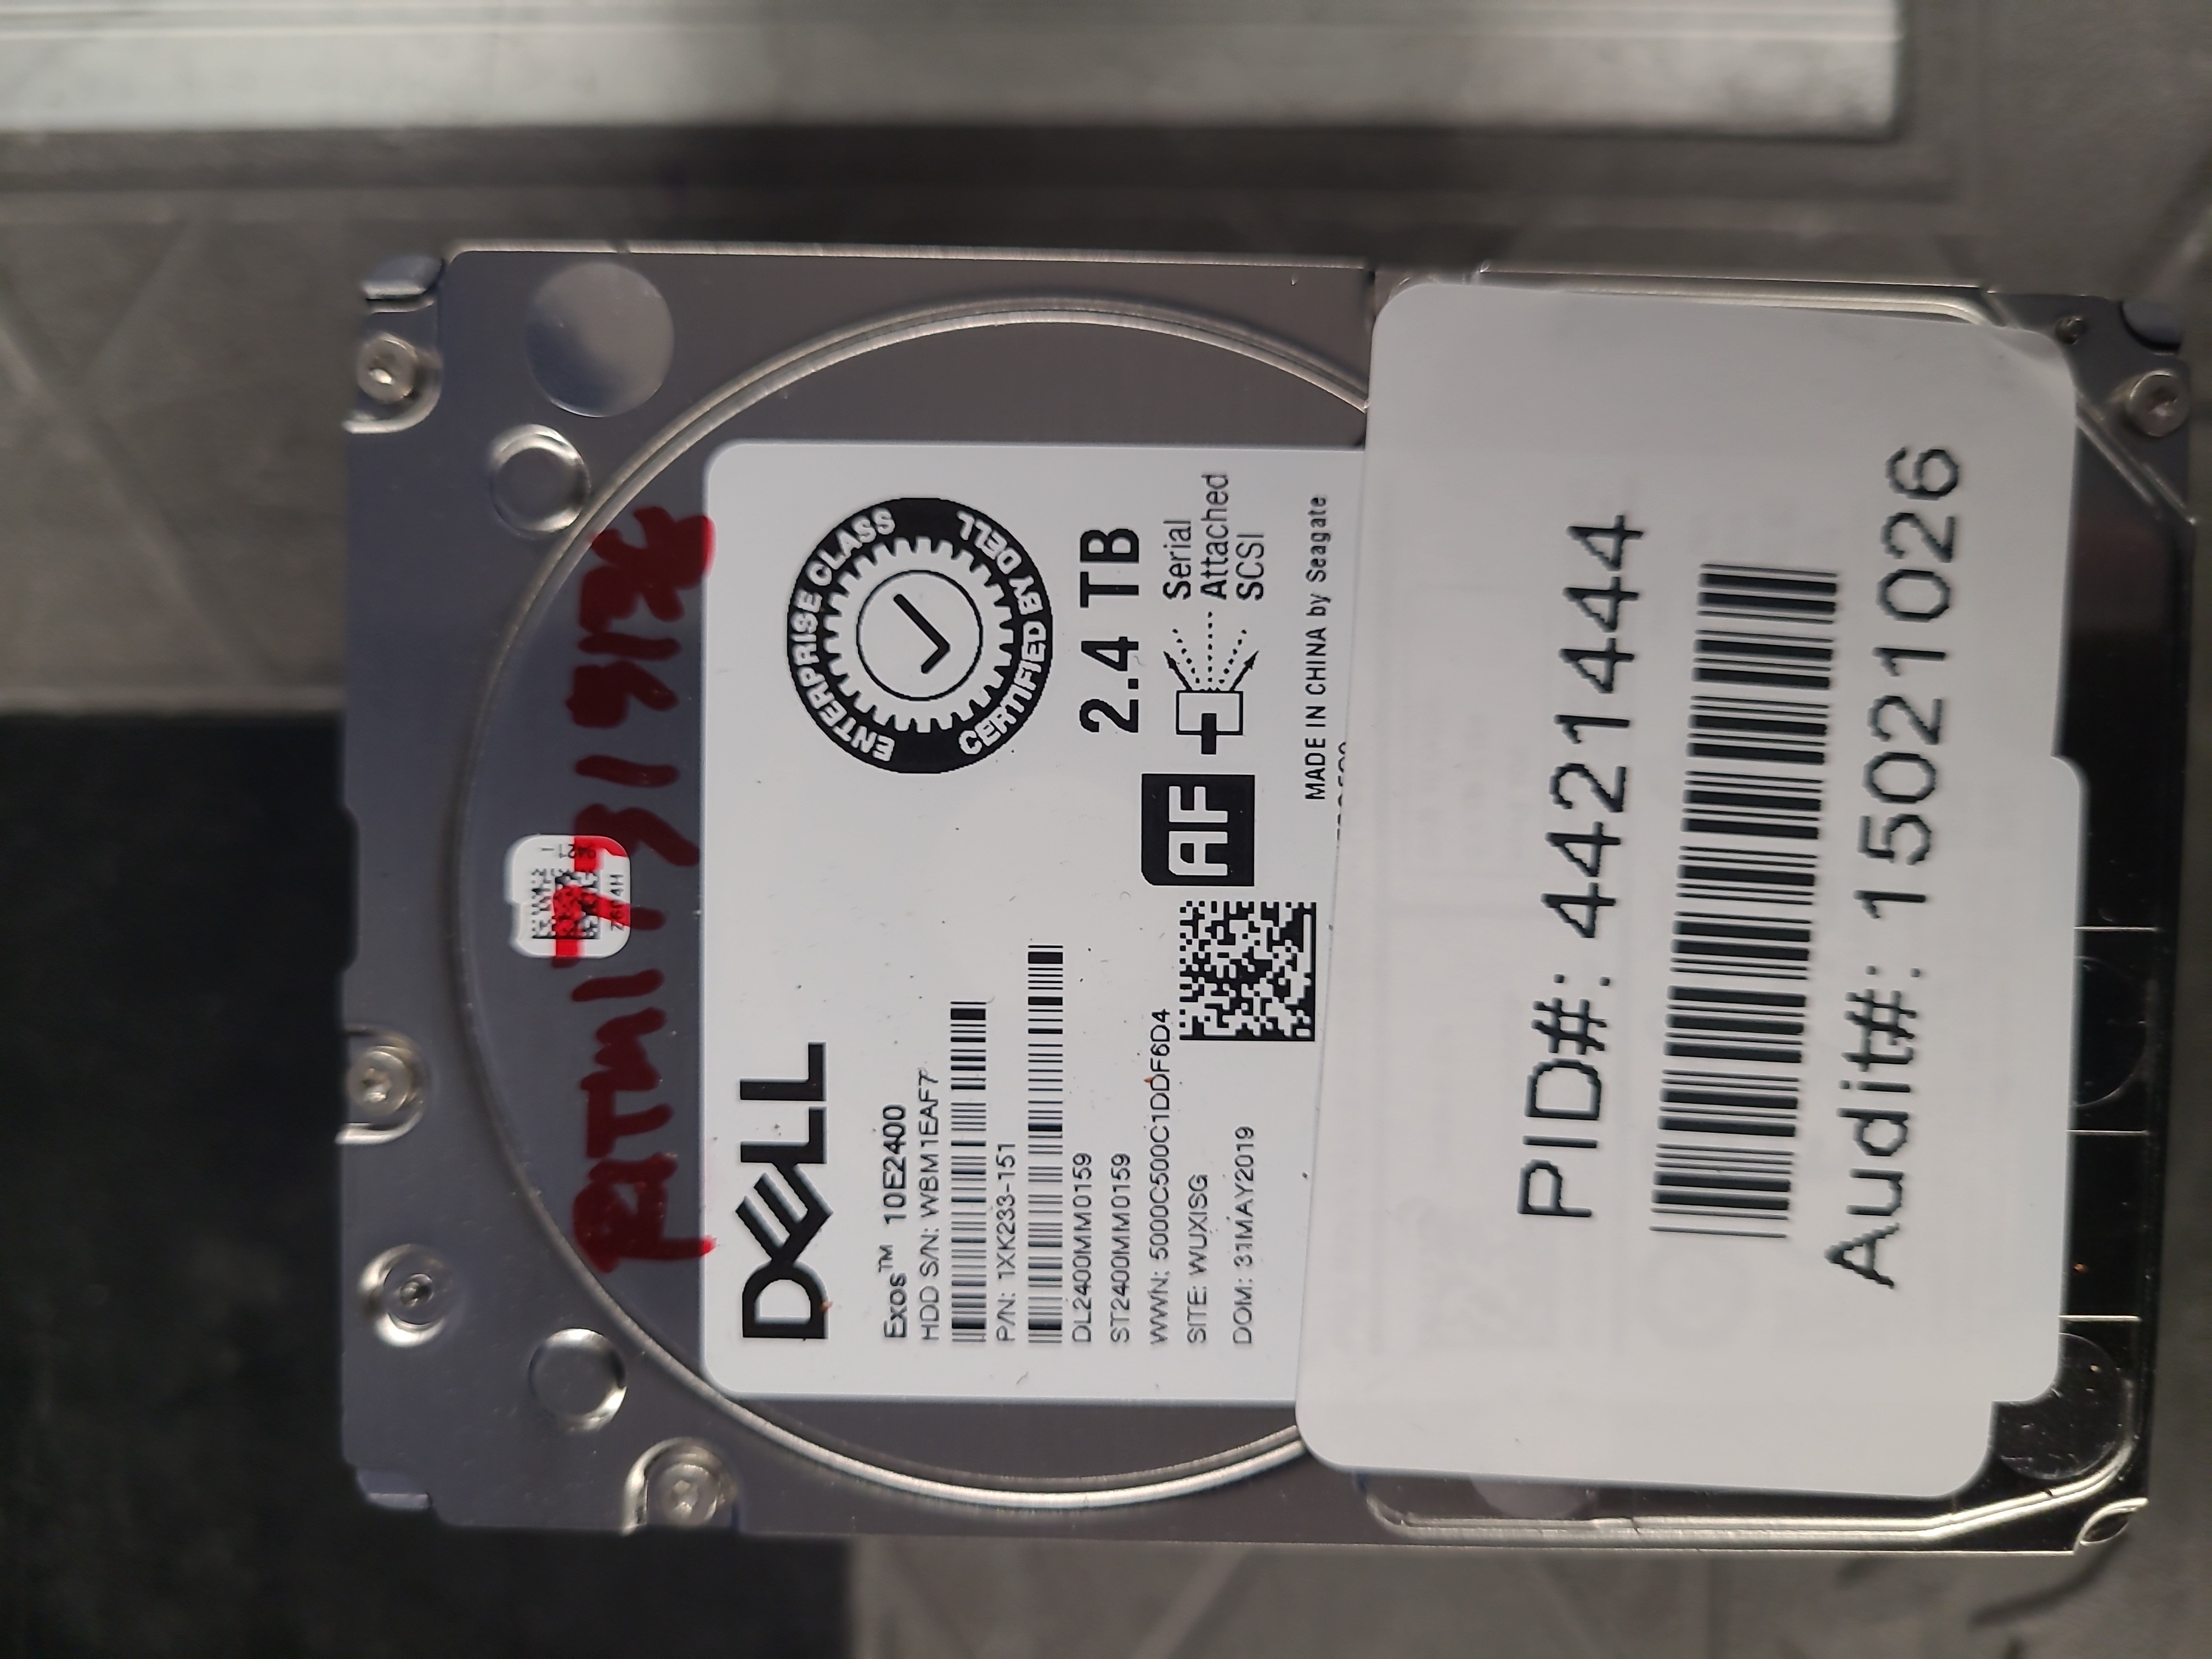 Z604H
DELL
ENTERPRISE CLASS
CERTIFIED BY DELL
Exos™ 10E2400
HDD S/N: WBM1EAF7
P/N: 1XK233-151
DL2400MM0159
ST2400MM0159
WWN: 5000C500C1DDF6D4
SITE: WUXISG
DOM: 31MAY2019
2.4 TB
AF
Serial
Attached
SCSI
MADE IN CHINA by Seagate
PID#: 4421444
Audit#: 15021026